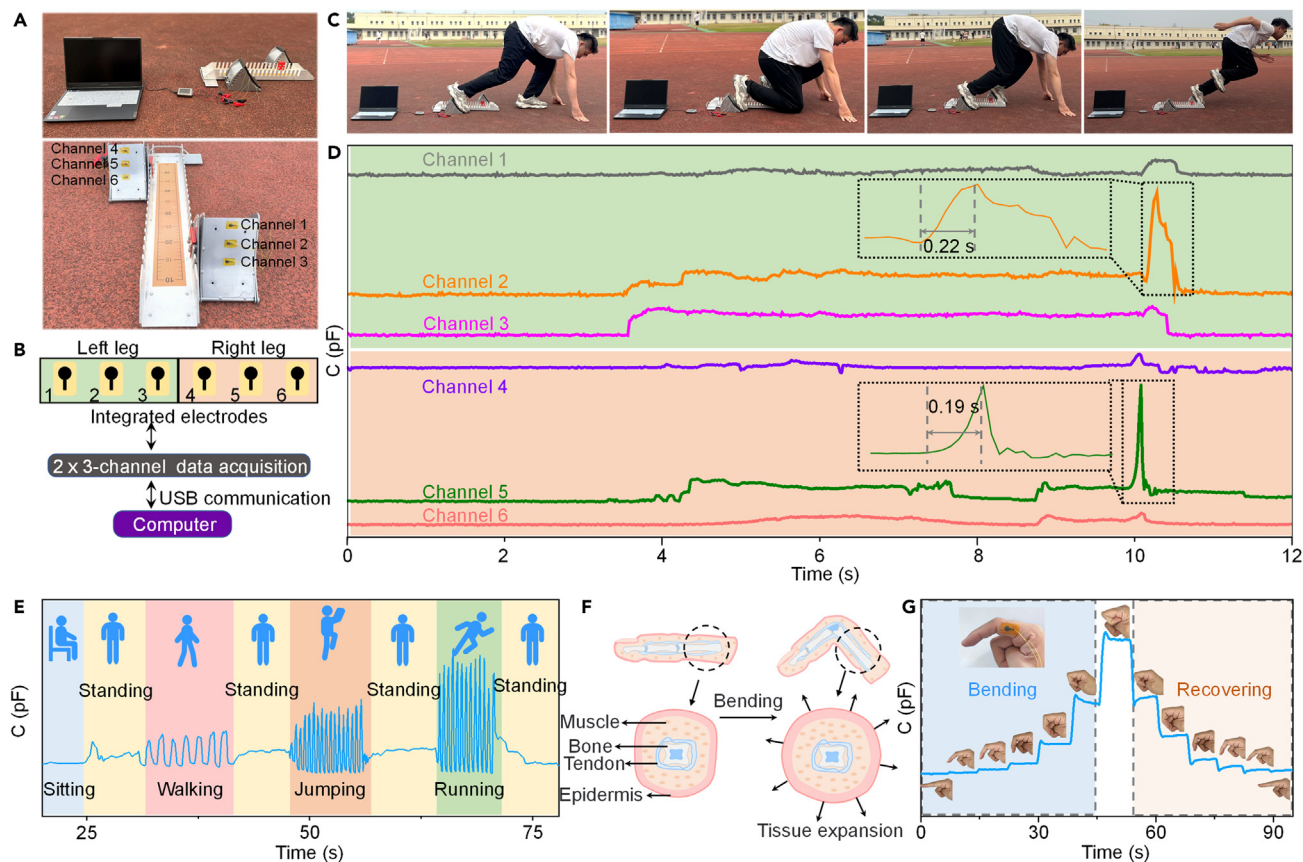 A
Channel 4
Channel 5
Channel 6
Channel 1
Channel 2
Channel 3
10
20
B
Left leg
Right leg
1 2 3 4 5 6
Integrated electrodes
2 x 3-channel data acquisition
USB communication
Computer
C
D
Channel 1
0.22 s
Channel 2
Channel 3
Channel 4
0.19 s
Channel 5
Channel 6
C (pF)
0 2 4 6 8 10 12
Time (s)
E
Standing
Standing
Standing
Standing
Sitting
Walking
Jumping
Running
C (pF)
25 50 75
Time (s)
F
Bending
Muscle
Bone
Tendon
Epidermis
Tissue expansion
G
Bending
Recovering
C (pF)
0 30 60 90
Time (s)